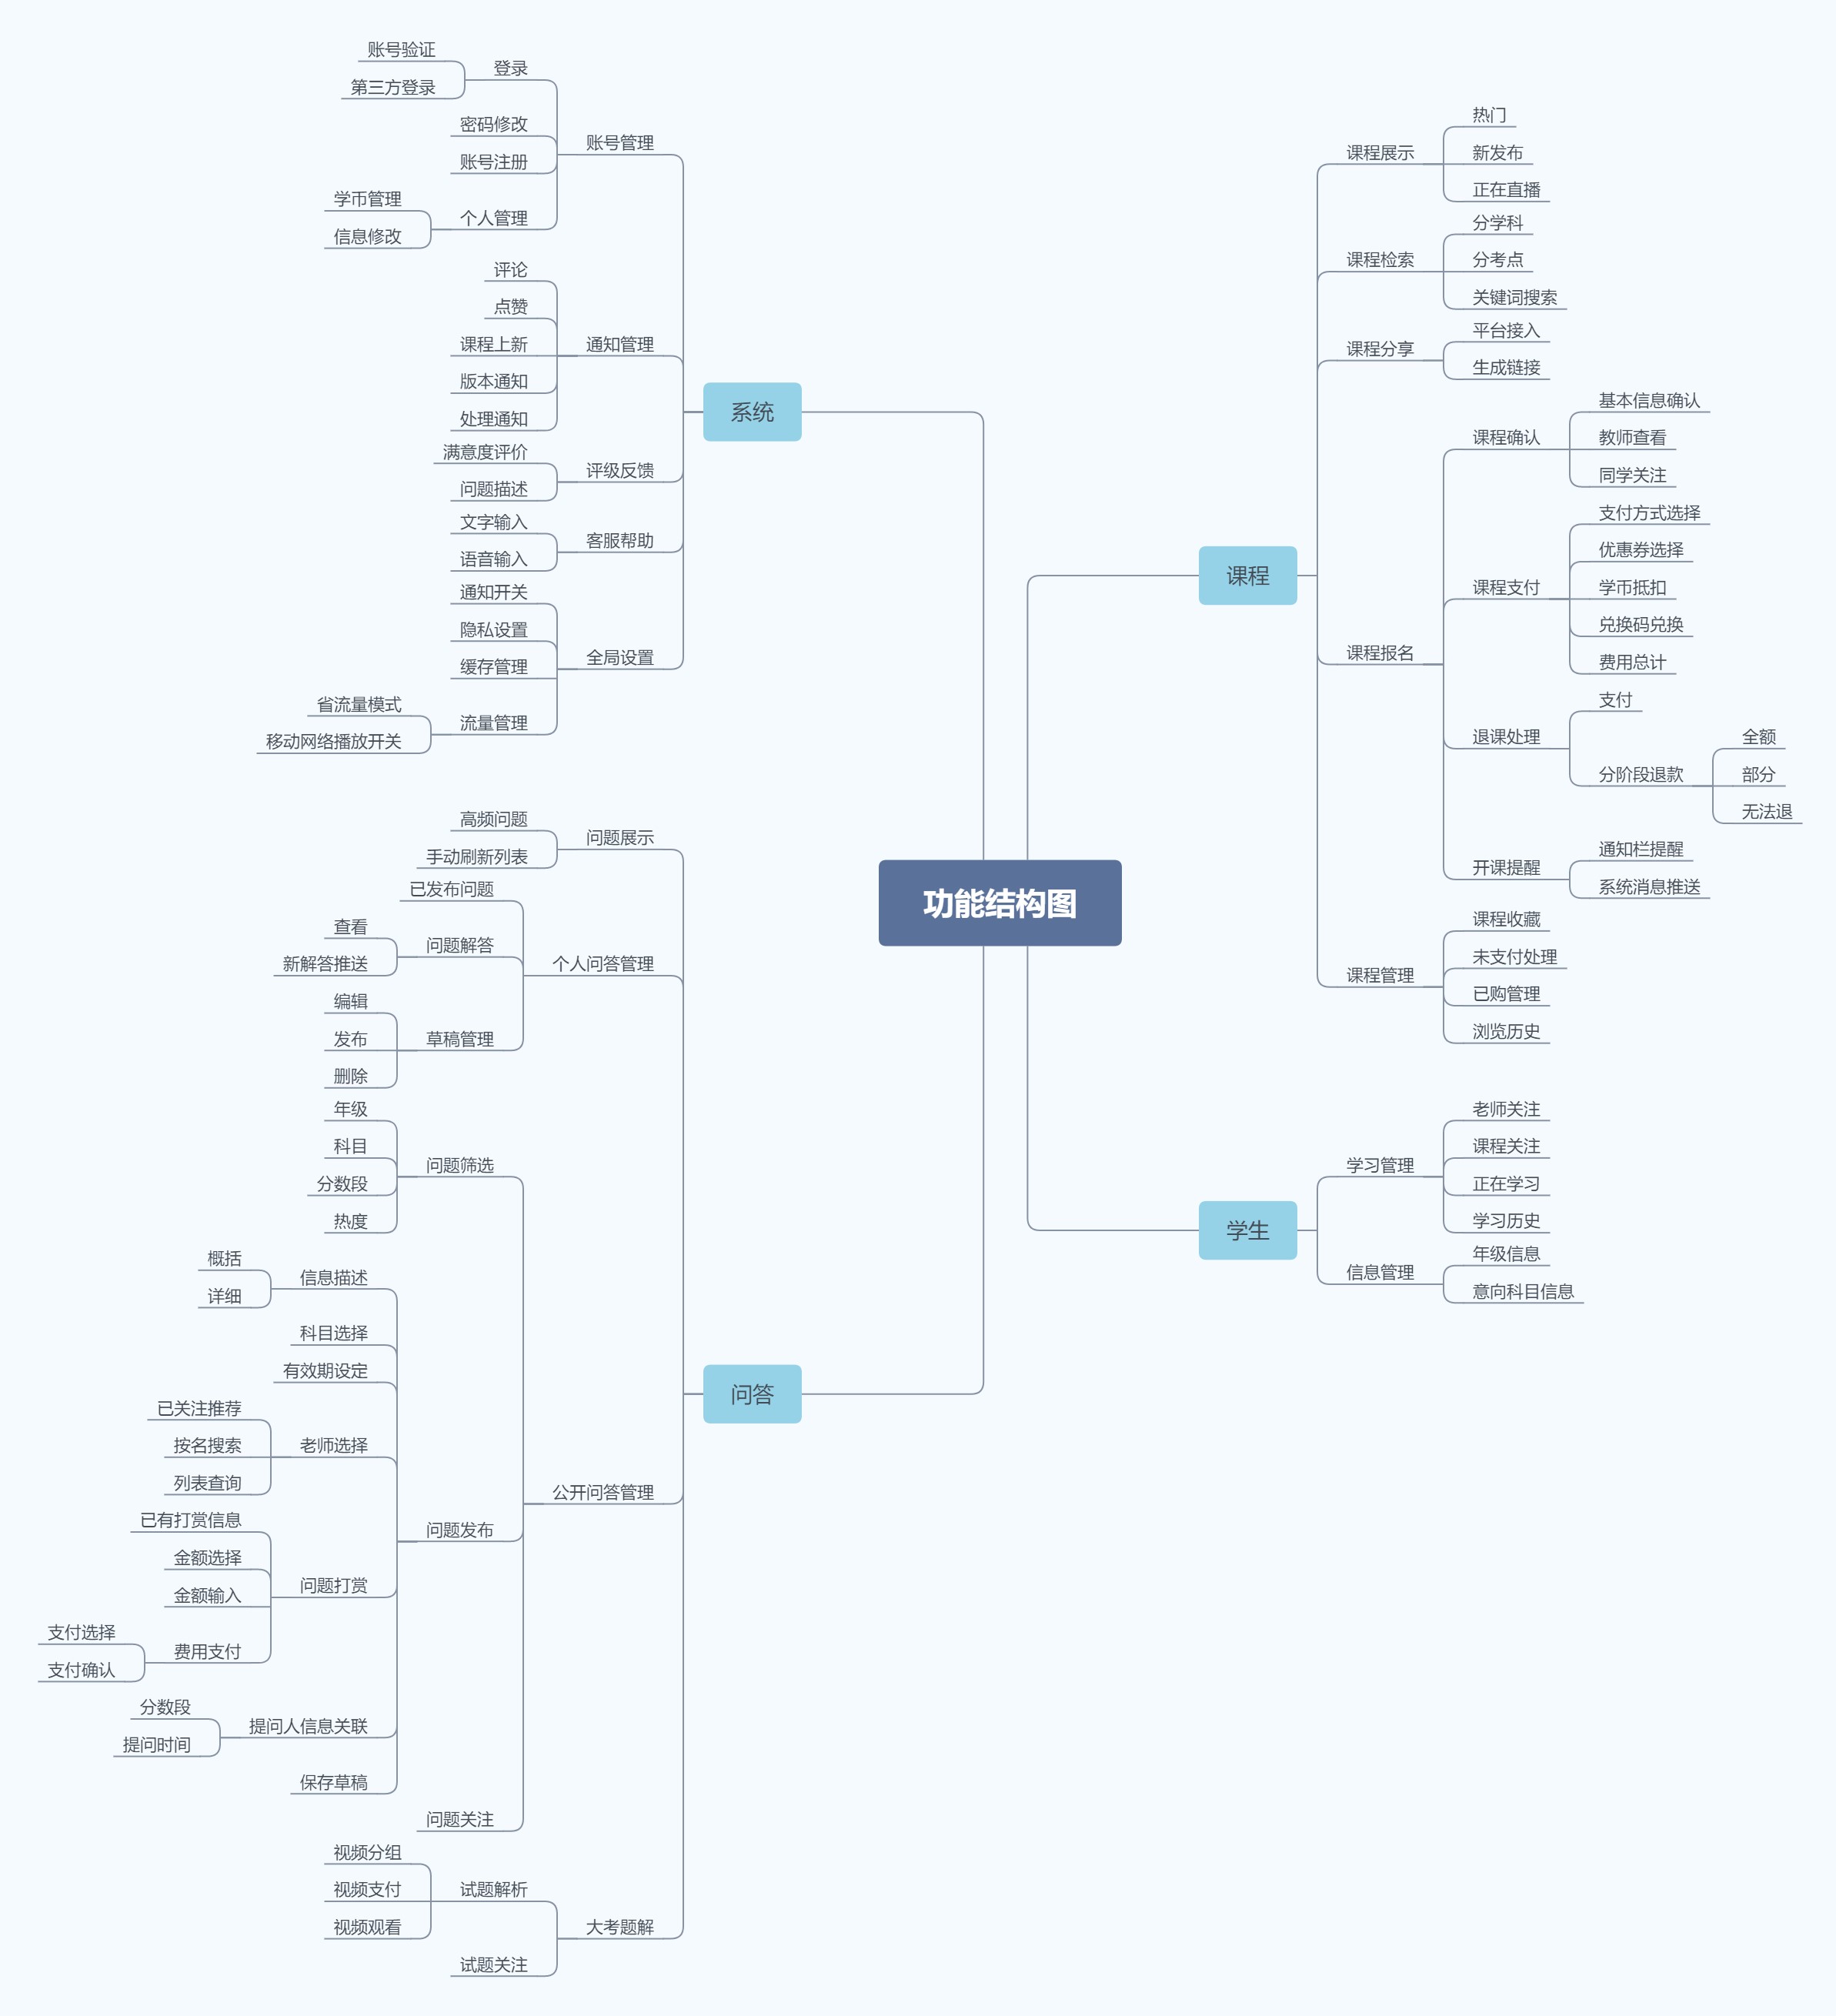 功能结构图
课程
课程展示
热门
新发布
正在直播
课程检索
分学科
分考点
关键词搜索
课程分享
平台接入
生成链接
课程报名
课程确认
基本信息确认
教师查看
同学关注
课程支付
支付方式选择
优惠券选择
学币抵扣
兑换码兑换
费用总计
退课处理
支付
分阶段退款
全额
部分
无法退
开课提醒
通知栏提醒
系统消息推送
课程管理
课程收藏
未支付处理
已购管理
浏览历史
学生
学习管理
老师关注
课程关注
正在学习
学习历史
信息管理
年级信息
意向科目信息
系统
账号管理
登录
账号验证
第三方登录
密码修改
账号注册
个人管理
学币管理
信息修改
通知管理
评论
点赞
课程上新
版本通知
处理通知
评级反馈
满意度评价
问题描述
客服帮助
文字输入
语音输入
全局设置
通知开关
隐私设置
缓存管理
流量管理
省流量模式
移动网络播放开关
问答
问题展示
高频问题
手动刷新列表
个人问答管理
已发布问题
问题解答
查看
新解答推送
草稿管理
编辑
发布
删除
公开问答管理
问题筛选
年级
科目
分数段
热度
问题发布
信息描述
概括
详细
科目选择
有效期设定
老师选择
已关注推荐
按名搜索
列表查询
问题打赏
已有打赏信息
金额选择
金额输入
费用支付
支付选择
支付确认
提问人信息关联
分数段
提问时间
保存草稿
问题关注
大考题解
试题解析
视频分组
视频支付
视频观看
试题关注